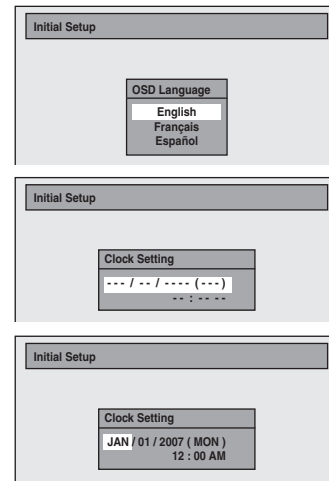 Initial Setup
OSD Language
English
Français
Español
Initial Setup
Clock Setting
- - - / - - / - - - - ( - - - )
- - : - - - -
Initial Setup
Clock Setting
JAN / 01 / 2007 ( MON )
12 : 00 AM